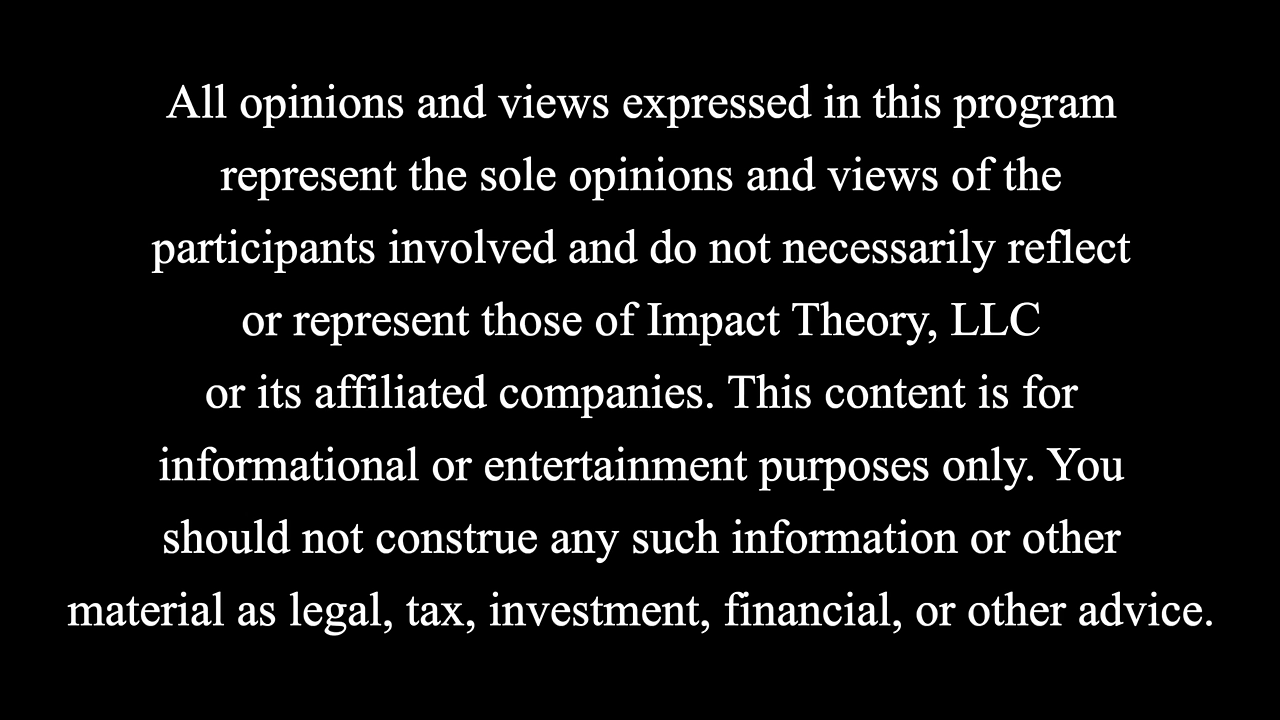 All opinions and views expressed in this program
represent the sole opinions and views of the
participants involved and do not necessarily reflect
or represent those of Impact Theory, LLC
or its affiliated companies. This content is for
informational or entertainment purposes only. You
should not construe any such information or other
material as legal, tax, investment, financial, or other advice.